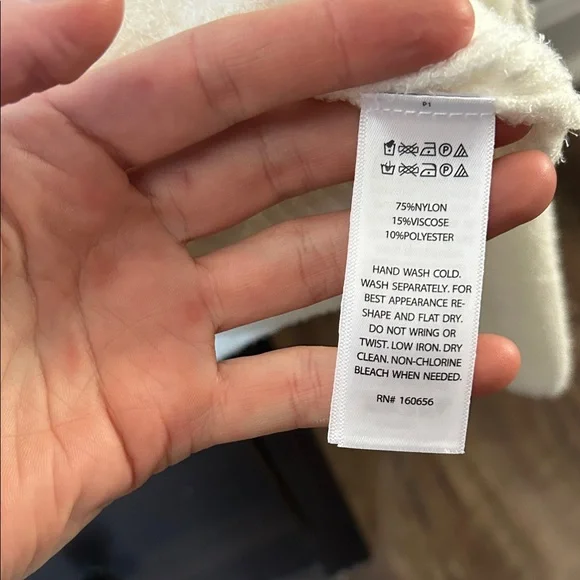 P1
75%NYLON
15%VISCOSE
10%POLYESTER
HAND WASH COLD.
WASH SEPARATELY. FOR
BEST APPEARANCE RE-
SHAPE AND FLAT DRY.
DO NOT WRING OR
TWIST. LOW IRON. DRY
CLEAN. NON-CHLORINE
BLEACH WHEN NEEDED.
RN# 160656